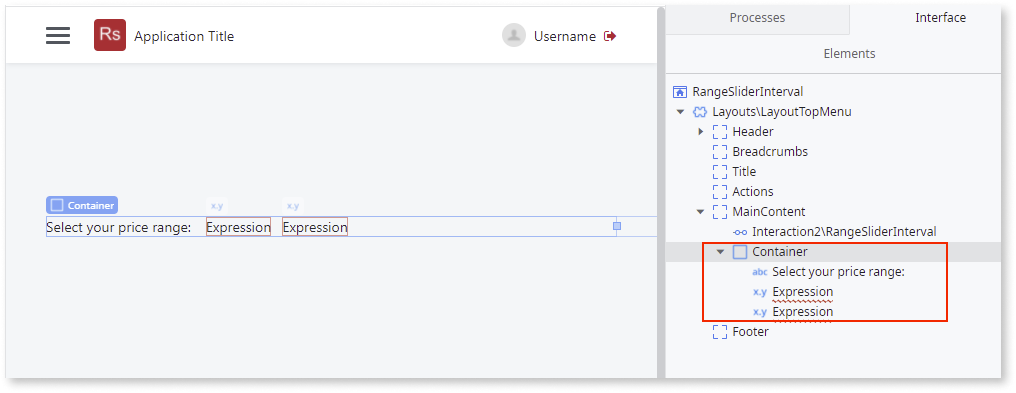 Processes
Interface
Rs
Application Title
Username
Elements
RangeSliderInterval
Layouts\LayoutTopMenu
Header
Breadcrumbs
Title
Actions
MainContent
Interaction2\RangeSliderInterval
Container
abc Select your price range:
x.y Expression
x.y Expression
Footer
Container
x.y
x.y
Select your price range:
Expression
Expression